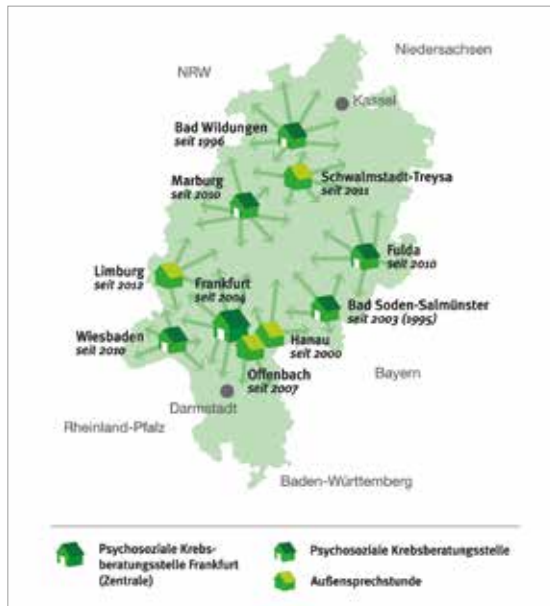 Niedersachsen
NRW
Kassel
Bad Wildungen
seit 1996
Schwalmstadt-Treysa
seit 2011
Marburg
seit 2010
Fulda
seit 2010
Limburg
seit 2012
Frankfurt
seit 2004
Bad Soden-Salmünster
seit 2003 (1995)
Wiesbaden
seit 2010
Hanau
seit 2000
Offenbach
seit 2007
Bayern
Darmstadt
Rheinland-Pfalz
Baden-Württemberg
Psychosoziale Krebs-
beratungsstelle Frankfurt
(Zentrale)
Psychosoziale Krebsberatungsstelle
Außensprechstunde